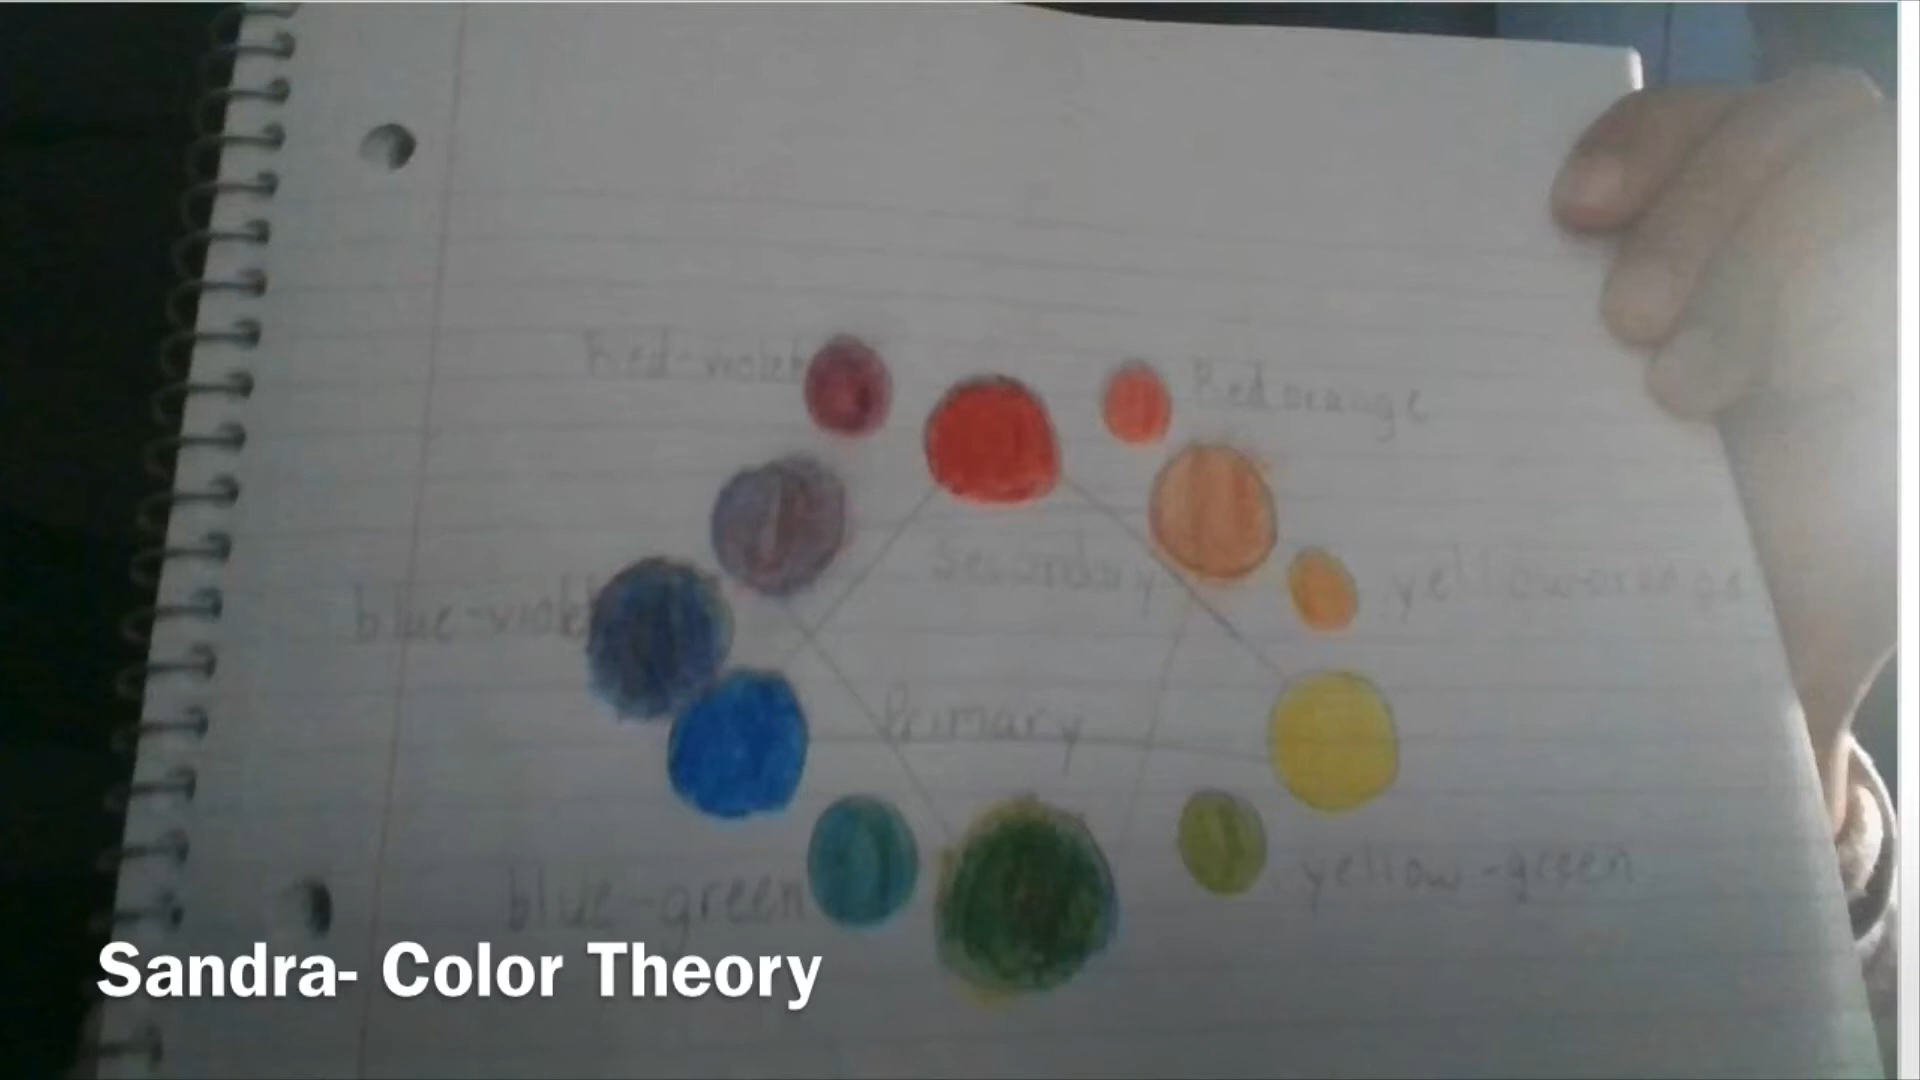 Red-violet
Red orange
Secondary
yellow-orange
blue-violet
Primary
yellow-green
blue-green
Sandra- Color Theory